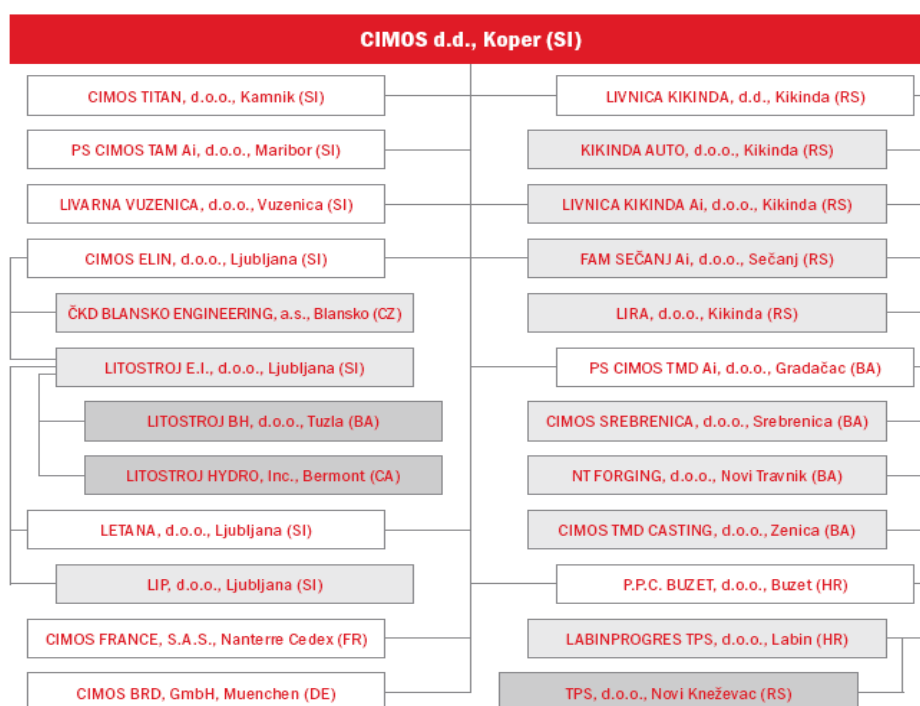 CIMOS d.d., Koper (SI)
CIMOS TITAN, d.o.o., Kamnik (SI)
PS CIMOS TAM Ai, d.o.o., Maribor (SI)
LIVARNA VUZENICA, d.o.o., Vuzenica (SI)
CIMOS ELIN, d.o.o., Ljubljana (SI)
ČKD BLANSKO ENGINEERING, a.s., Blansko (CZ)
LITOSTROJ E.I., d.o.o., Ljubljana (SI)
LITOSTROJ BH, d.o.o., Tuzla (BA)
LITOSTROJ HYDRO, Inc., Bermont (CA)
LETANA, d.o.o., Ljubljana (SI)
LIP, d.o.o., Ljubljana (SI)
CIMOS FRANCE, S.A.S., Nanterre Cedex (FR)
CIMOS BRD, GmbH, Muenchen (DE)
LIVNICA KIKINDA, d.d., Kikinda (RS)
KIKINDA AUTO, d.o.o., Kikinda (RS)
LIVNICA KIKINDA Ai, d.o.o., Kikinda (RS)
FAM SEČANJ Ai, d.o.o., Sečanj (RS)
LIRA, d.o.o., Kikinda (RS)
PS CIMOS TMD Ai, d.o.o., Gradačac (BA)
CIMOS SREBRENICA, d.o.o., Srebrenica (BA)
NT FORGING, d.o.o., Novi Travnik (BA)
CIMOS TMD CASTING, d.o.o., Zenica (BA)
P.P.C. BUZET, d.o.o., Buzet (HR)
LABINPROGRES TPS, d.o.o., Labin (HR)
TPS, d.o.o., Novi Kneževac (RS)